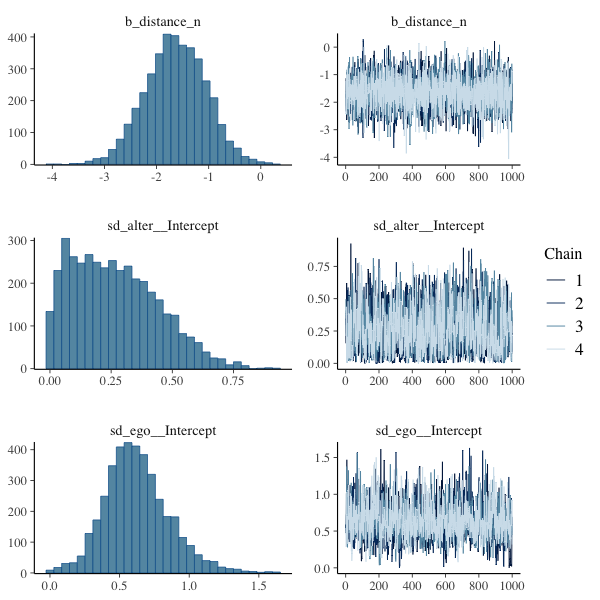 b_distance_n
400
300
200
100
0
-4 -3 -2 -1 0
b_distance_n
0
-1
-2
-3
-4
0 200 400 600 800 1000
sd_alter__Intercept
300
200
100
0
0.00 0.25 0.50 0.75
sd_alter__Intercept
0.75
0.50
0.25
0.00
0 200 400 600 800 1000
Chain
1
2
3
4
sd_ego__Intercept
400
300
200
100
0
0.0 0.5 1.0 1.5
sd_ego__Intercept
1.5
1.0
0.5
0.0
0 200 400 600 800 1000